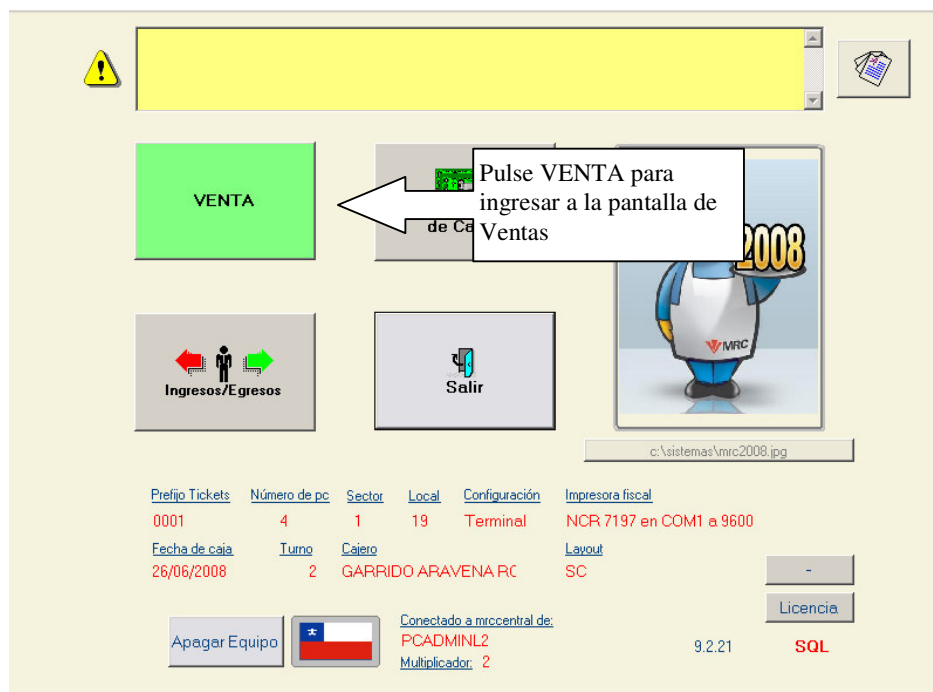 VENTA
de Ca
Pulse VENTA para
ingresar a la pantalla de
Ventas
2008
MRC
Ingresos/Egresos
Salir
c:\sistemas\mrc2008.jpg
Prefijo Tickets Número de pc Sector Local Configuración Impresora fiscal
0001 4 1 19 Terminal NCR 7197 en COM1 a 9600
Fecha de caja Turno Cajero Layout
26/06/2008 2 GARRIDO ARAVENA RC SC
-
Licencia
Apagar Equipo
Conectado a mrccentral de:
PCADMINL2
Multiplicador: 2
9.2.21 SQL